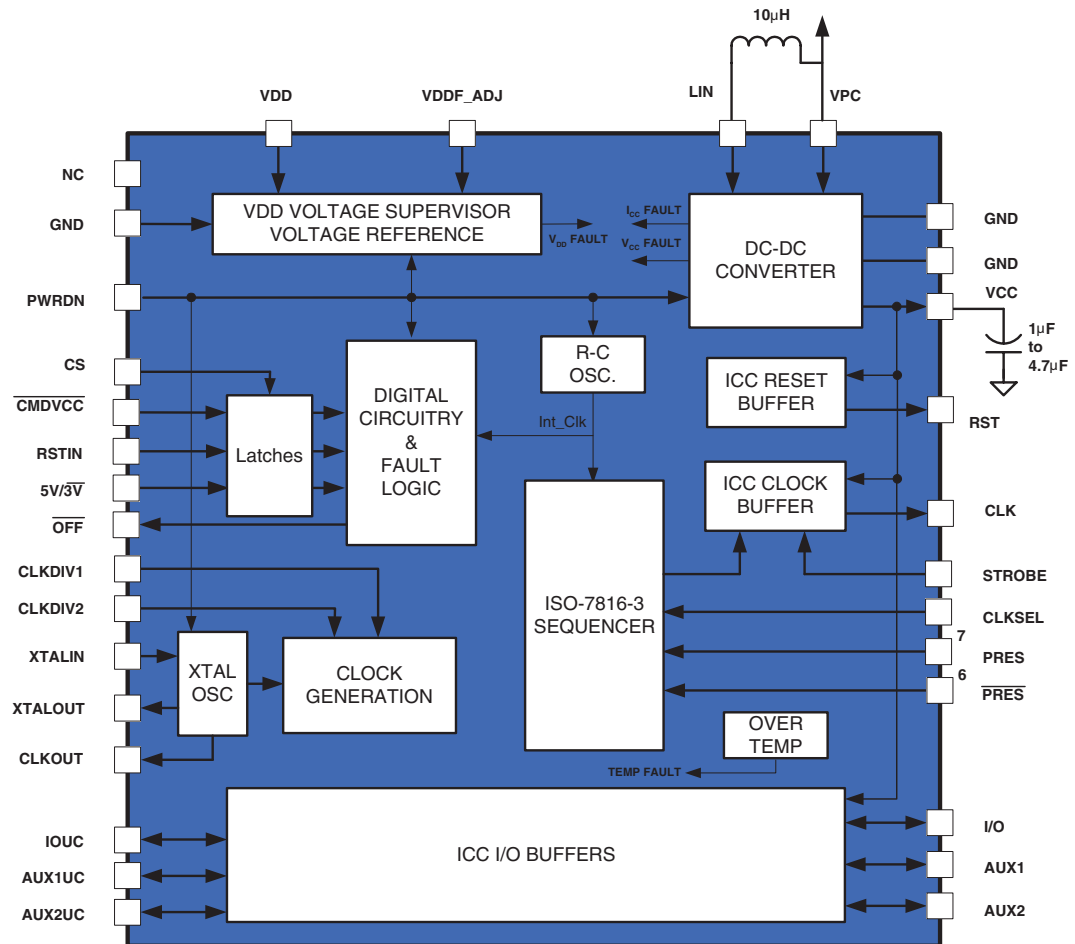 10µH
LIN
VPC
VDD
VDDF_ADJ
NC
GND
PWRDN
CS
CMDVCC
RSTIN
5V/3V
OFF
CLKDIV1
CLKDIV2
XTALIN
XTALOUT
CLKOUT
IOUC
AUX1UC
AUX2UC
VDD VOLTAGE SUPERVISOR
VOLTAGE REFERENCE
VDD FAULT
ICC FAULT
VCC FAULT
DC-DC
CONVERTER
R-C
OSC.
Int_Clk
DIGITAL
CIRCUITRY
&
FAULT
LOGIC
Latches
ICC RESET
BUFFER
ICC CLOCK
BUFFER
ISO-7816-3
SEQUENCER
XTAL
OSC
CLOCK
GENERATION
OVER
TEMP
TEMP FAULT
ICC I/O BUFFERS
GND
GND
VCC
1µF
to
4.7µF
RST
CLK
STROBE
CLKSEL
7
PRES
6
PRES
I/O
AUX1
AUX2